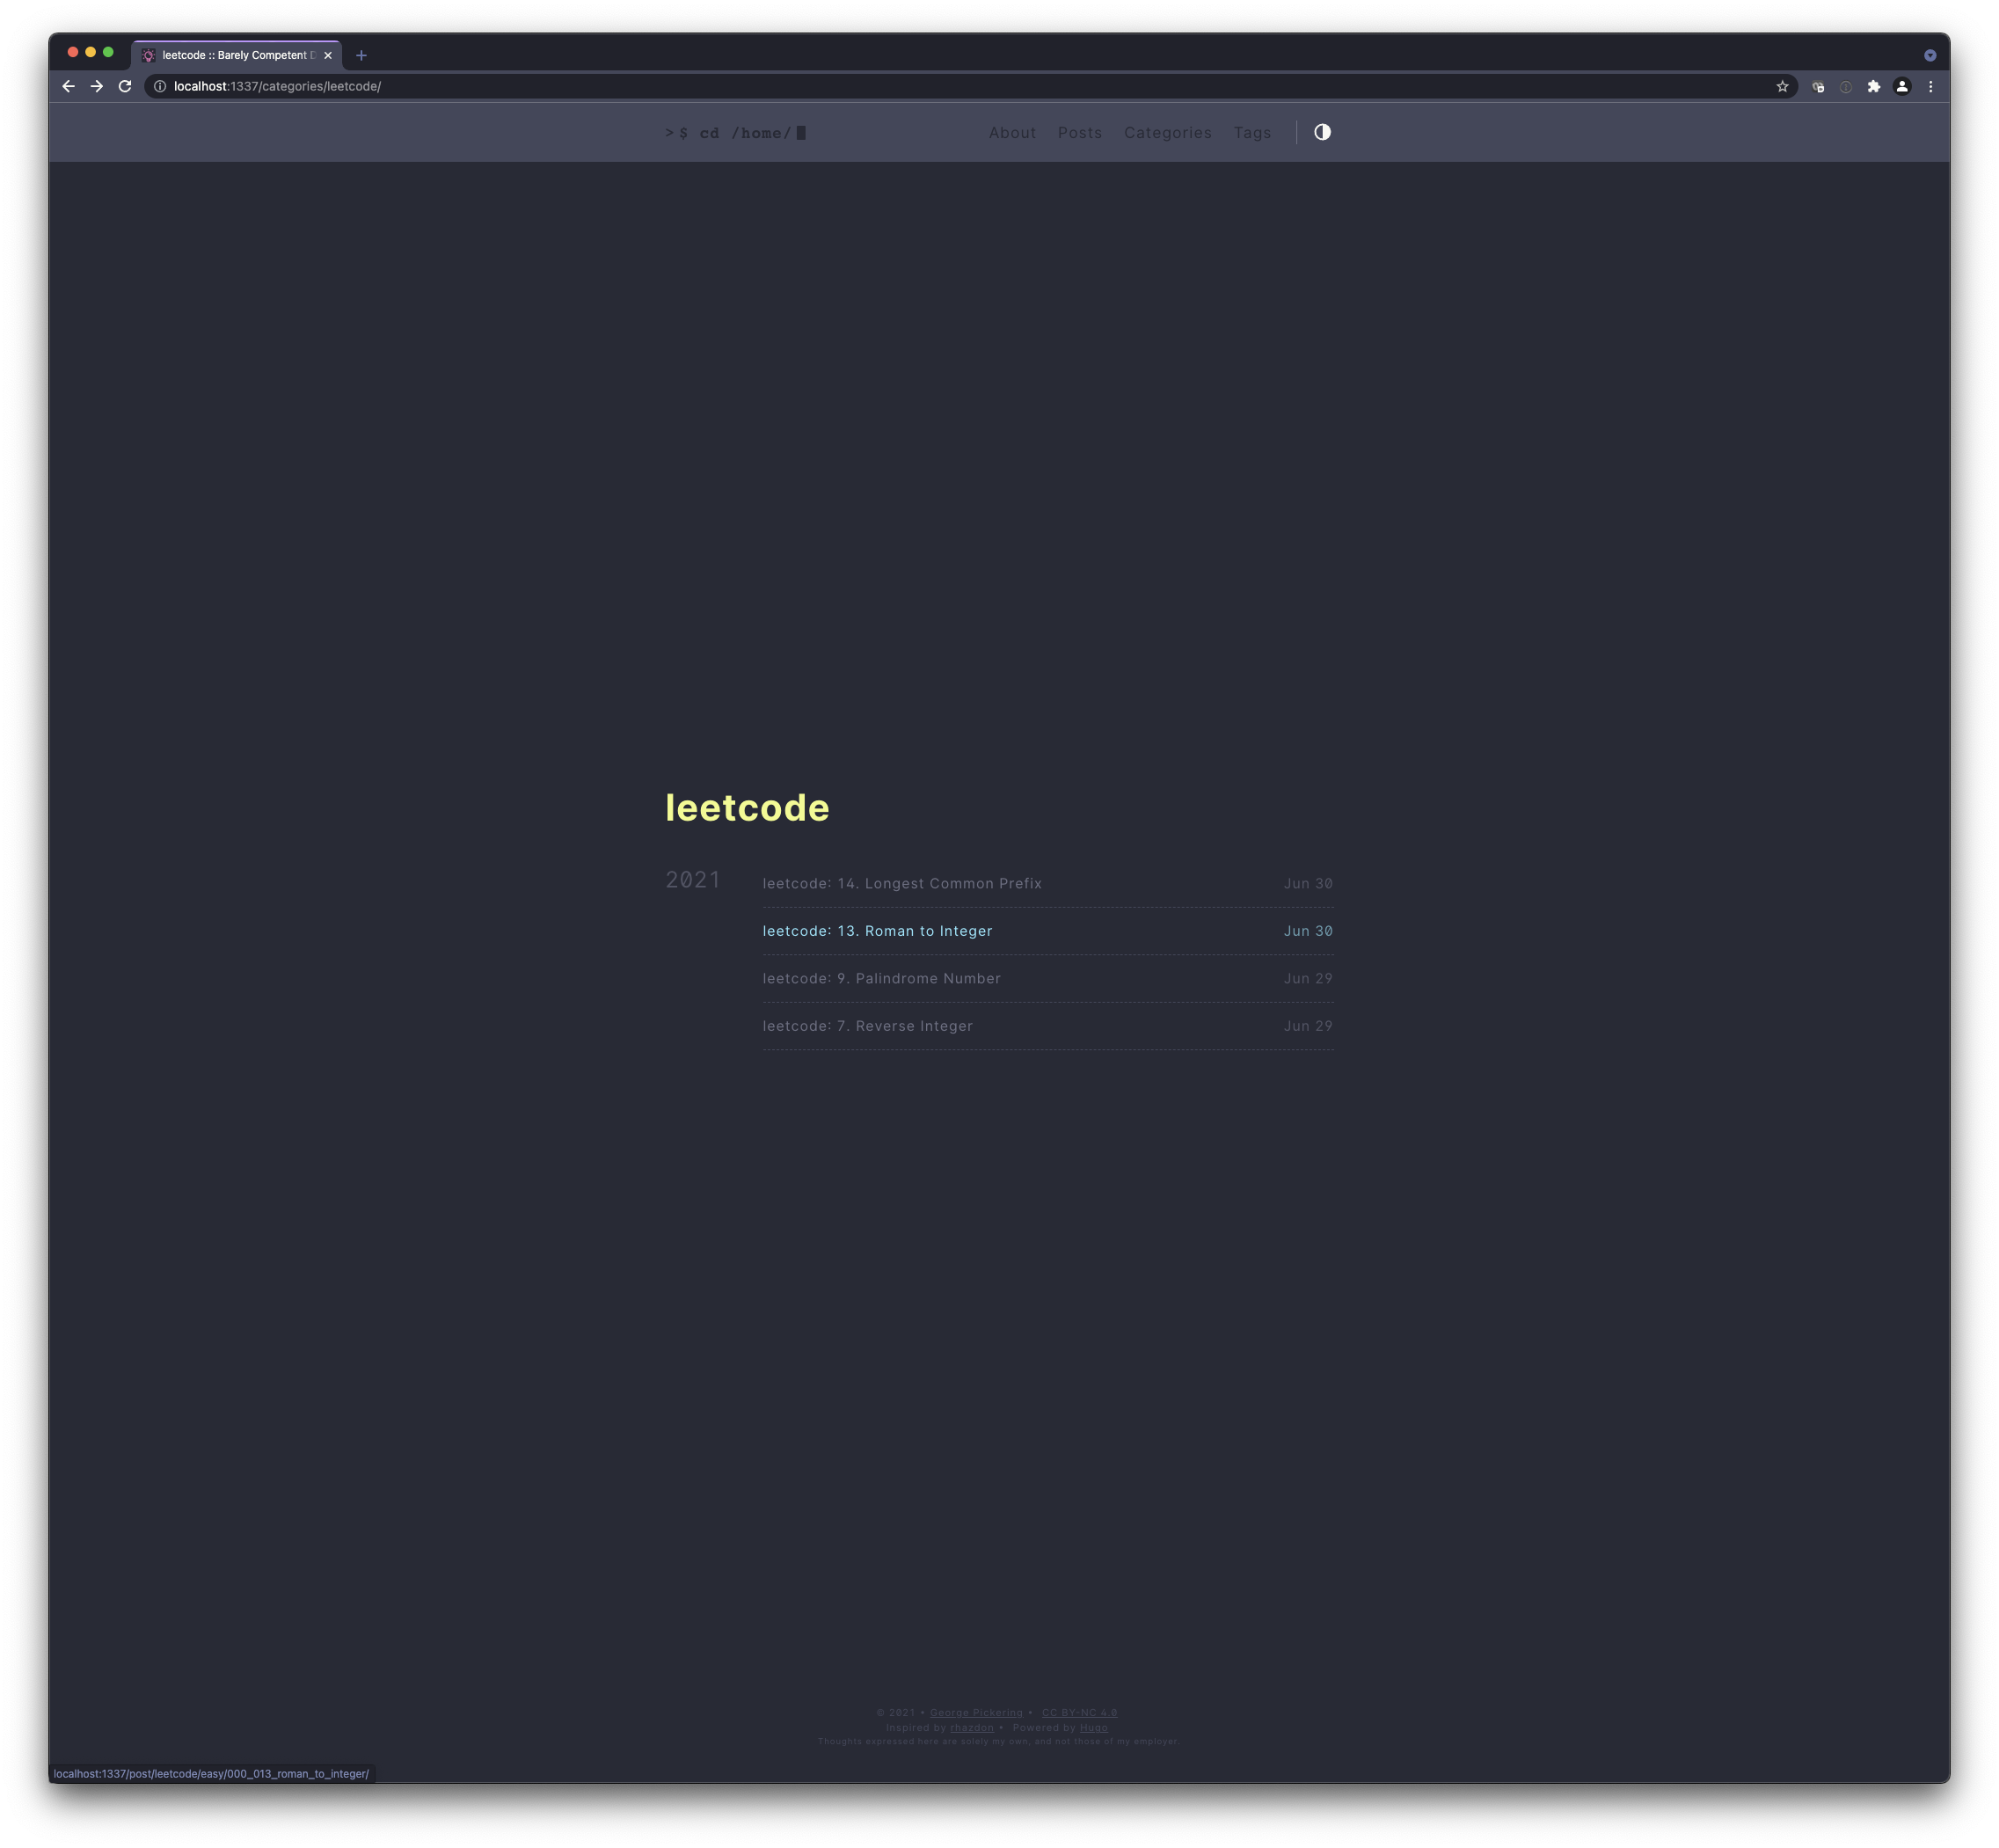 leetcode :: Barely Competent D
localhost:1337/categories/leetcode/
>$ cd /home/
About Posts Categories Tags
leetcode
2021
leetcode: 14. Longest Common Prefix Jun 30
leetcode: 13. Roman to Integer Jun 30
leetcode: 9. Palindrome Number Jun 29
leetcode: 7. Reverse Integer Jun 29
© 2021 • George Pickering • CC BY-NC 4.0
Inspired by rhazdon • Powered by Hugo
Thoughts expressed here are solely my own, and not those of my employer.
localhost:1337/post/leetcode/easy/000_013_roman_to_integer/